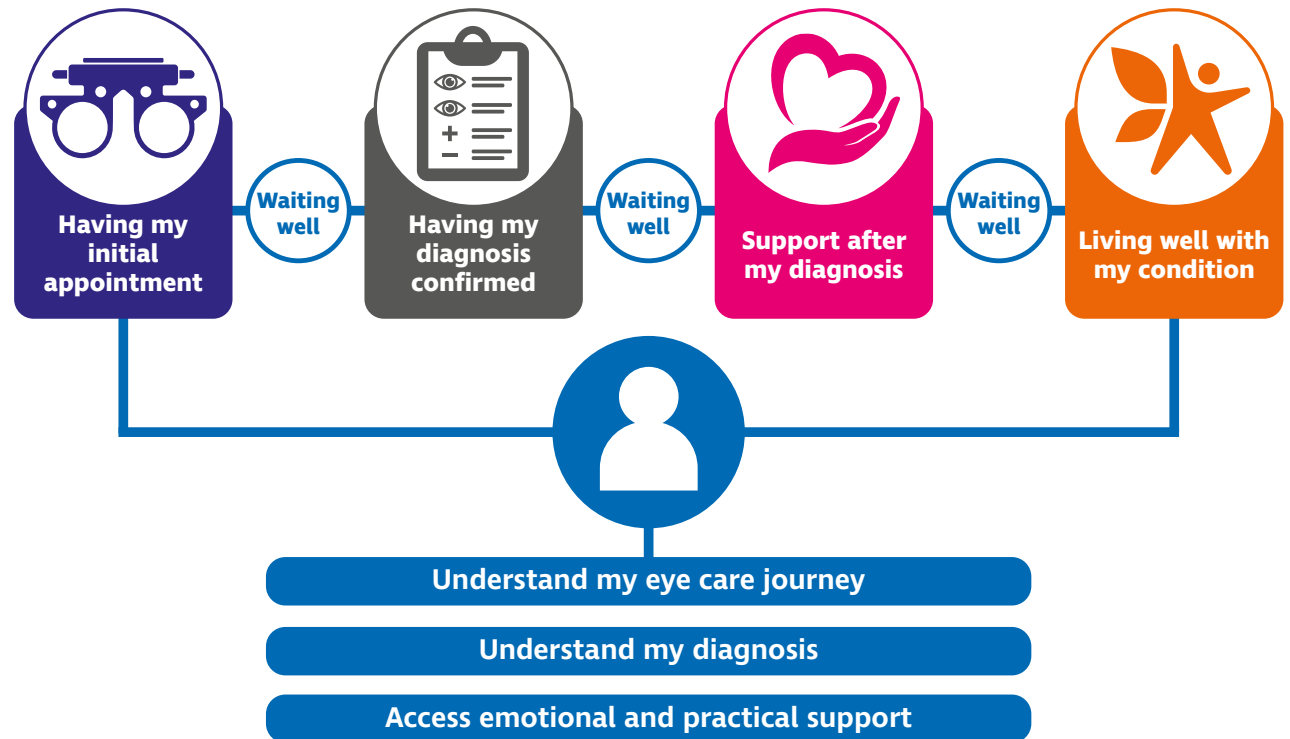 Having my
initial
appointment
Waiting
well
Having my
diagnosis
confirmed
Waiting
well
Support after
my diagnosis
Waiting
well
Living well with
my condition
Understand my eye care journey
Understand my diagnosis
Access emotional and practical support